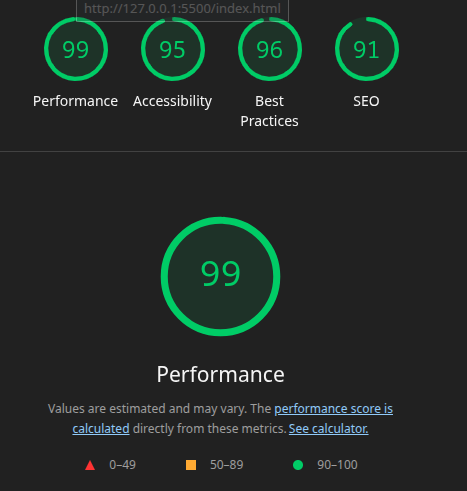 http://127.0.0.1:5500/index.html
99 95 96 91
Performance Accessibility Best Practices SEO
99
Performance
Values are estimated and may vary. The performance score is
calculated directly from these metrics. See calculator.
0–49 50–89 90–100